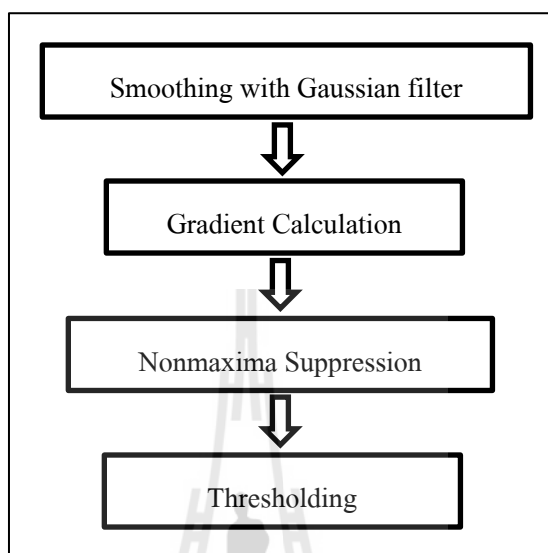 Smoothing with Gaussian filter
Gradient Calculation
Nonmaxima Suppression
Thresholding